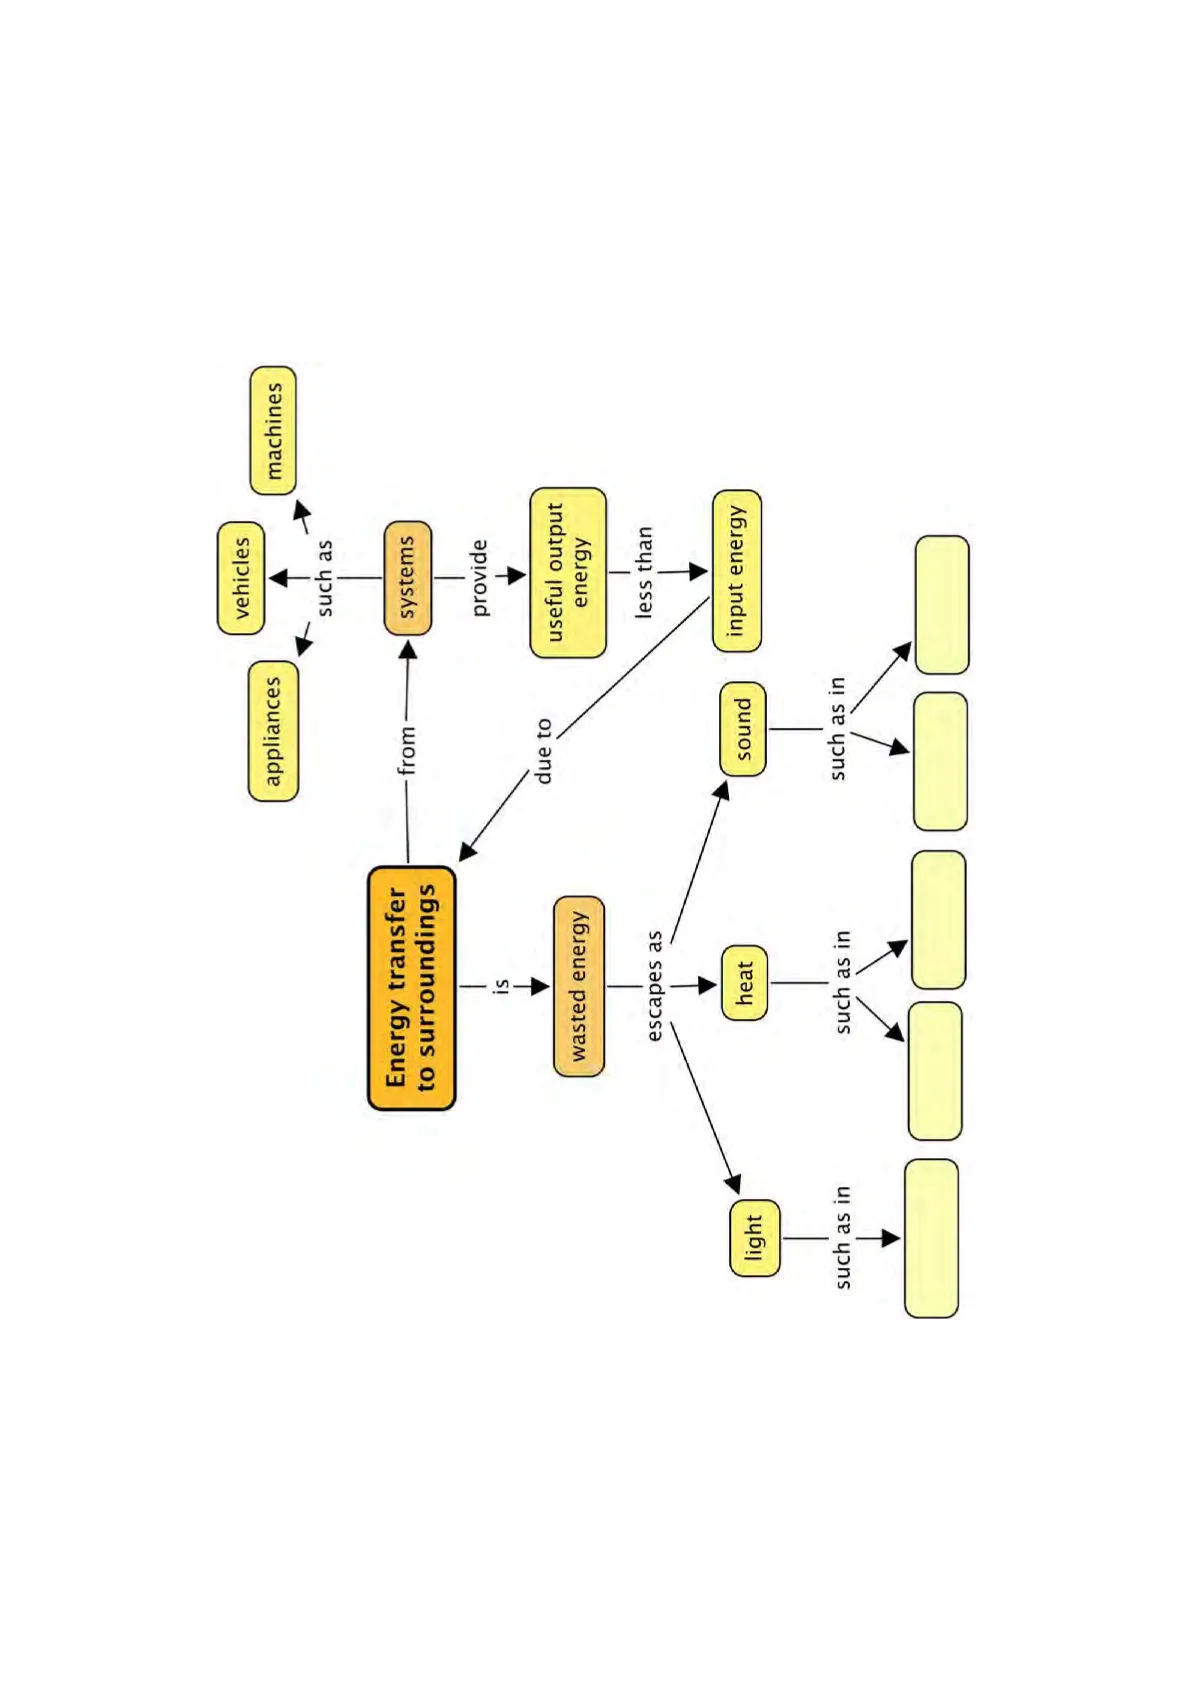 machines
vehicles
appliances
such as
systems
from
provide
useful output
energy
less than
input energy
due to
Energy transfer
to surroundings
is
wasted energy
escapes as
sound
heat
light
such as in
such as in
such as in